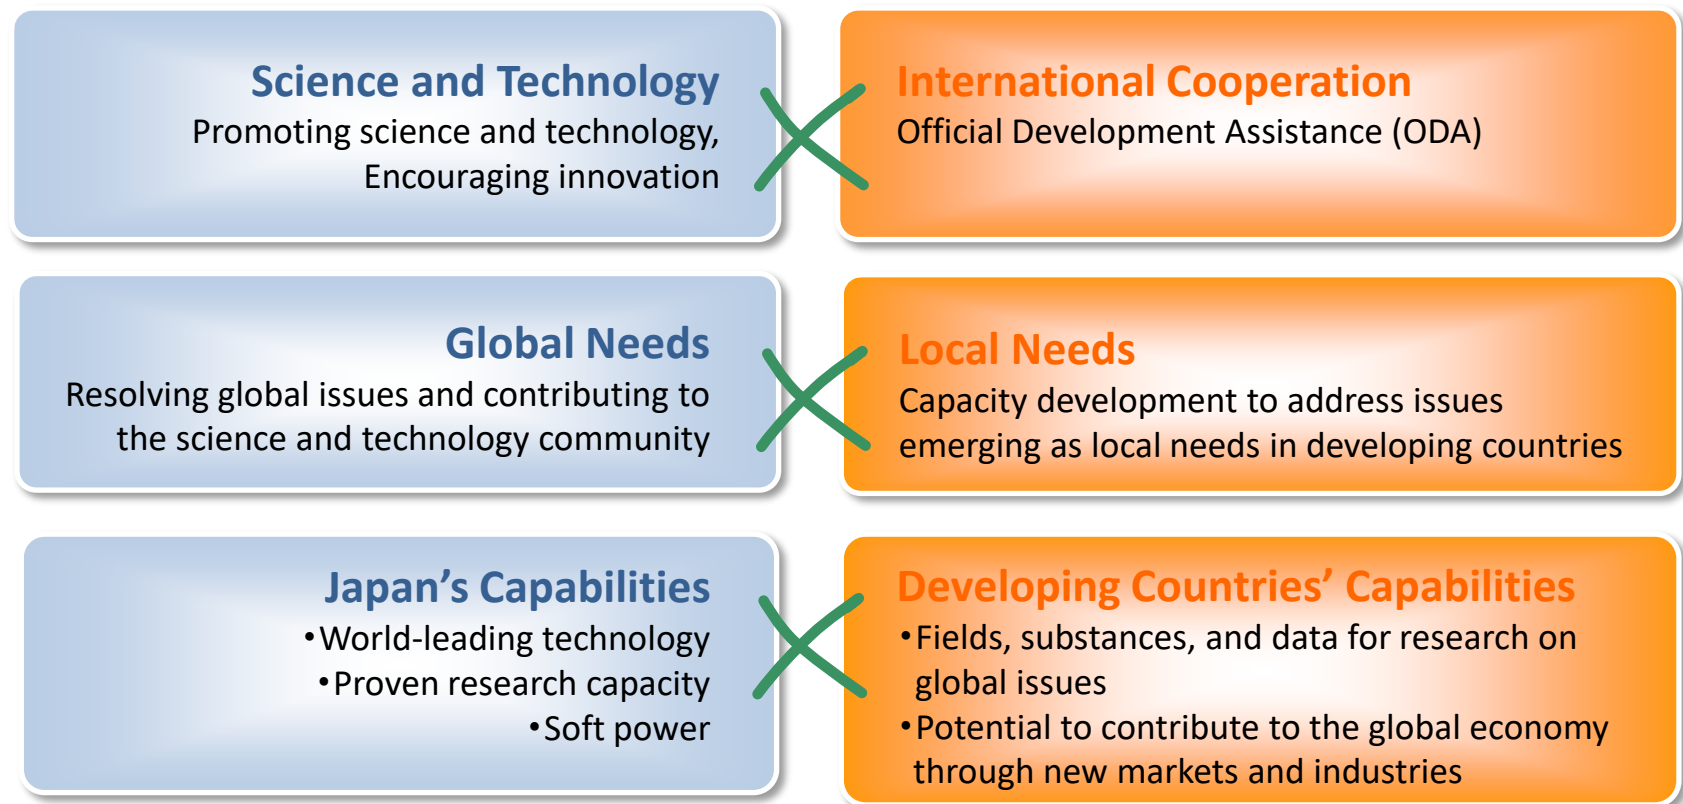 Science and Technology
Promoting science and technology,
Encouraging innovation
International Cooperation
Official Development Assistance (ODA)
Global Needs
Resolving global issues and contributing to
the science and technology community
Local Needs
Capacity development to address issues
emerging as local needs in developing countries
Japan’s Capabilities
•World-leading technology
•Proven research capacity
•Soft power
Developing Countries’ Capabilities
•Fields, substances, and data for research on
global issues
•Potential to contribute to the global economy
through new markets and industries